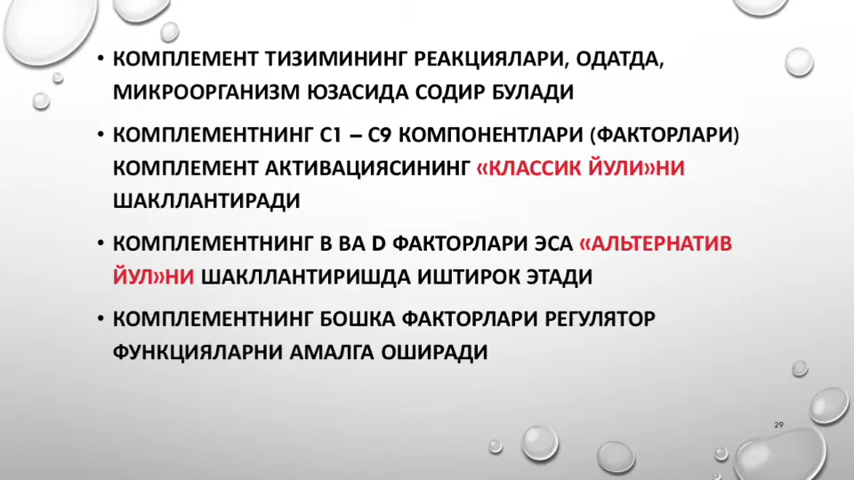 • КОМПЛЕМЕНТ ТИЗИМИНИНГ РЕАКЦИЯЛАРИ, ОДАТДА,
МИКРООРГАНИЗМ ЮЗАСИДА СОДИР БУЛАДИ
• КОМПЛЕМЕНТНИНГ С1 – С9 КОМПОНЕНТЛАРИ (ФАКТОРЛАРИ)
КОМПЛЕМЕНТ АКТИВАЦИЯСИНИНГ «КЛАССИК ЙУЛИ»НИ
ШАКЛЛАНТИРАДИ
• КОМПЛЕМЕНТНИНГ В ВА D ФАКТОРЛАРИ ЭСА «АЛЬТЕРНАТИВ
ЙУЛ»НИ ШАКЛЛАНТИРИШДА ИШТИРОК ЭТАДИ
• КОМПЛЕМЕНТНИНГ БОШКА ФАКТОРЛАРИ РЕГУЛЯТОР
ФУНКЦИЯЛАРНИ АМАЛГА ОШИРАДИ
29